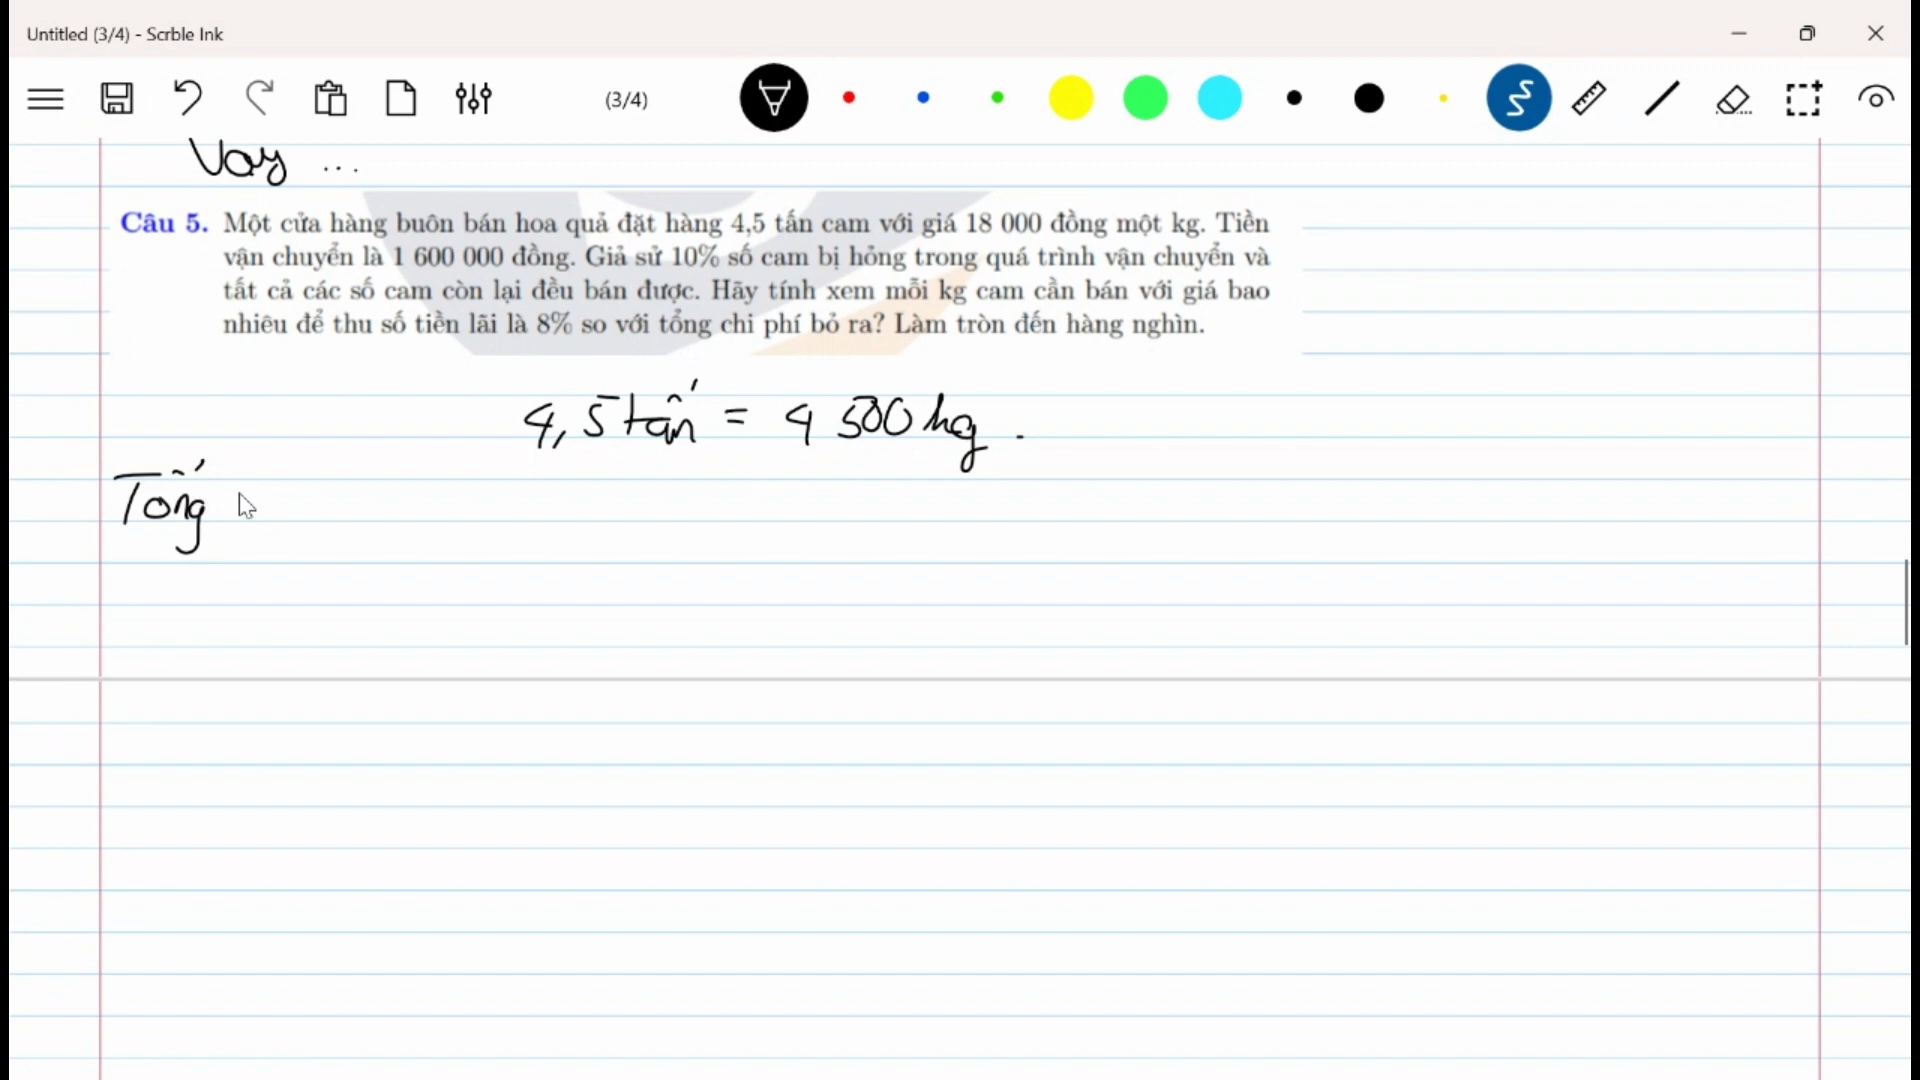 Untitled (3/4) - Scrble Ink
(3/4)
Vậy ...
Câu 5. Một cửa hàng buôn bán hoa quả đặt hàng 4,5 tấn cam với giá 18 000 đồng một kg. Tiền
vận chuyển là 1 600 000 đồng. Giả sử 10% số cam bị hỏng trong quá trình vận chuyển và
tất cả các số cam còn lại đều bán được. Hãy tính xem mỗi kg cam cần bán với giá bao
nhiêu để thu số tiền lãi là 8% so với tổng chi phí bỏ ra? Làm tròn đến hàng nghìn.
4,5 tấn = 4 500 kg .
Tổng